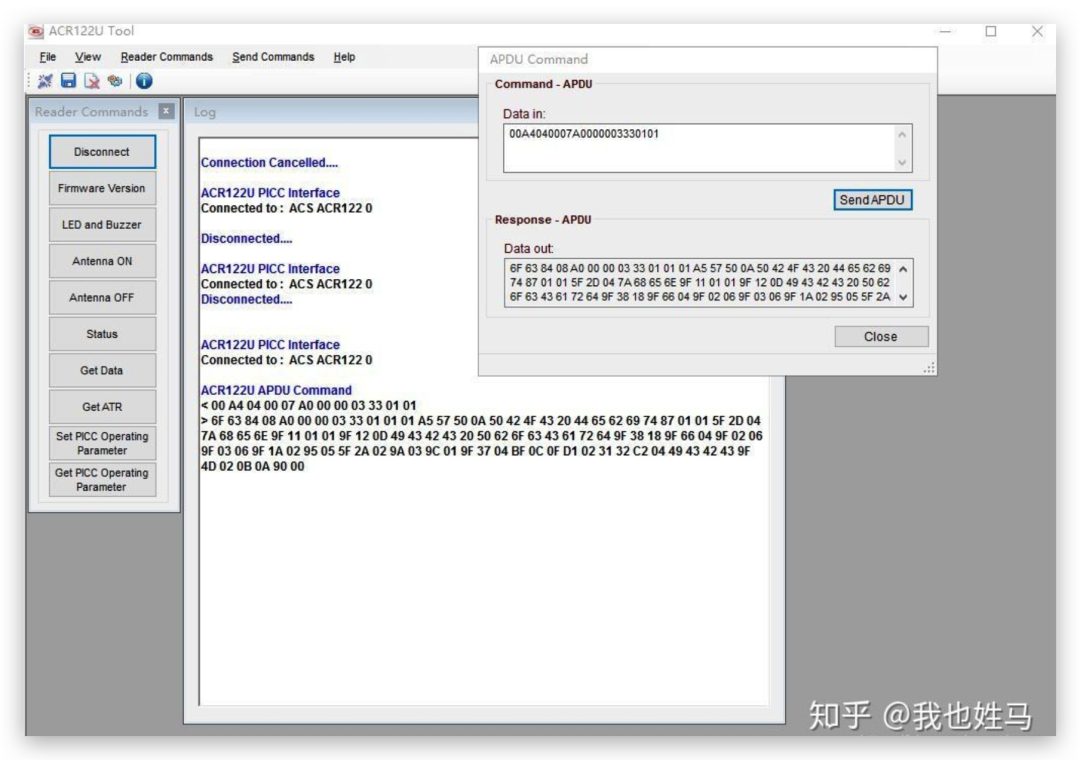 ACR122U Tool
File View Reader Commands Send Commands Help
Reader Commands
Disconnect
Firmware Version
LED and Buzzer
Antenna ON
Antenna OFF
Status
Get Data
Get ATR
Set PICC Operating
Parameter
Get PICC Operating
Parameter
Log
Connection Cancelled....
ACR122U PICC Interface
Connected to : ACS ACR122 0
Disconnected....
ACR122U PICC Interface
Connected to : ACS ACR122 0
Disconnected....
ACR122U PICC Interface
Connected to : ACS ACR122 0
ACR122U APDU Command
< 00 A4 04 00 07 A0 00 00 03 33 01 01
> 6F 63 84 08 A0 00 00 03 33 01 01 01 A5 57 50 0A 50 42 4F 43 20 44 65 62 69 74 87 01 01 5F 2D 04
7A 68 65 6E 9F 11 01 01 9F 12 0D 49 43 42 43 20 50 62 6F 63 43 61 72 64 9F 38 18 9F 66 04 9F 02 06
9F 03 06 9F 1A 02 95 05 5F 2A 02 9A 03 9C 01 9F 37 04 BF 0C 0F D1 02 31 32 C2 04 49 43 42 43 9F
4D 02 0B 0A 90 00
APDU Command
Command - APDU
Data in:
00A4040007A0000003330101
Send APDU
Response - APDU
Data out:
6F 63 84 08 A0 00 00 03 33 01 01 01 A5 57 50 0A 50 42 4F 43 20 44 65 62 69
74 87 01 01 5F 2D 04 7A 68 65 6E 9F 11 01 01 9F 12 0D 49 43 42 43 20 50 62
6F 63 43 61 72 64 9F 38 18 9F 66 04 9F 02 06 9F 03 06 9F 1A 02 95 05 5F 2A
Close
知乎 @我也姓马